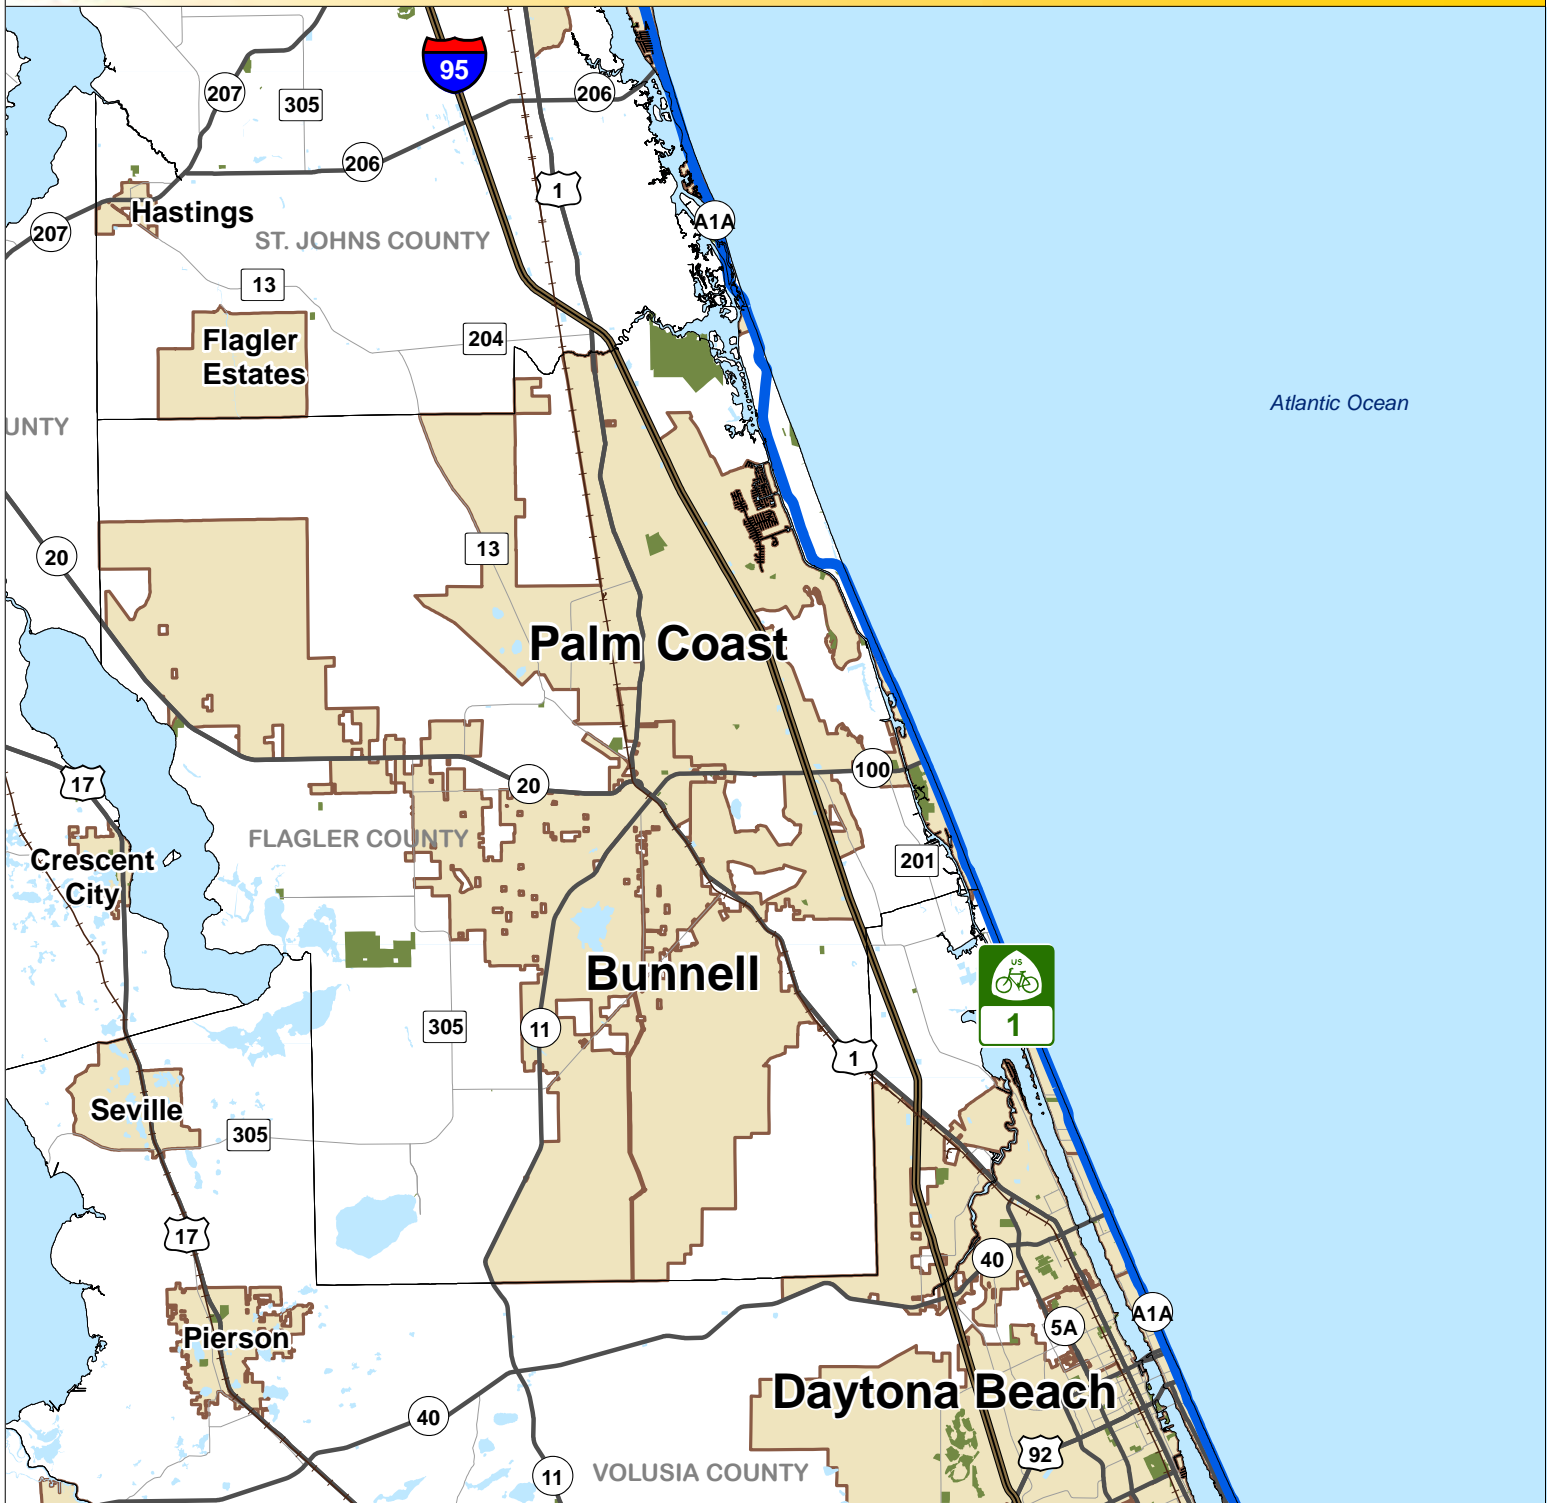 95
207
305
206
206
1
Hastings
A1A
207
ST. JOHNS COUNTY
13
Flagler
Estates
204
Atlantic Ocean
UNTY
20
13
Palm Coast
100
17
20
FLAGLER COUNTY
Crescent
City
201
Bunnell
US
1
305
11
1
Seville
305
17
40
A1A
5A
Pierson
Daytona Beach
40
92
11
VOLUSIA COUNTY